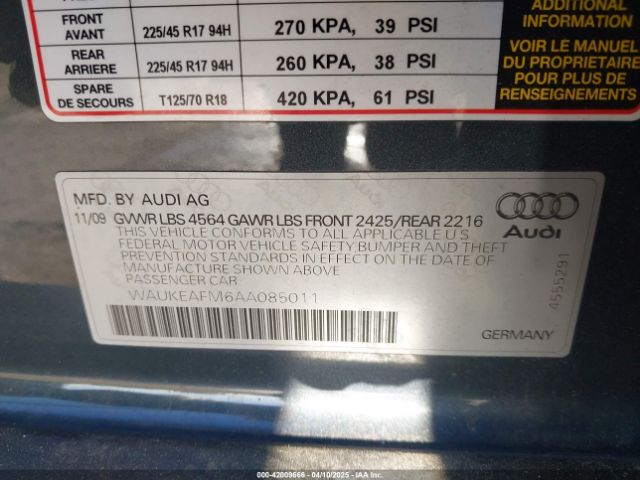 ADDITIONAL
INFORMATION
FRONT
AVANT 225/45 R17 94H 270 KPA, 39 PSI
REAR
ARRIERE 225/45 R17 94H 260 KPA, 38 PSI
SPARE
DE SECOURS T125/70 R18 420 KPA, 61 PSI
VOIR LE MANUEL
DU PROPRIETAIRE
POUR PLUS DE
RENSEIGNEMENTS
MFD. BY AUDI AG
11/09 GVWR LBS 4564 GAWR LBS FRONT 2425/REAR 2216
THIS VEHICLE CONFORMS TO ALL APPLICABLE U.S.
FEDERAL MOTOR VEHICLE SAFETY, BUMPER AND THEFT
PREVENTION STANDARDS IN EFFECT ON THE DATE OF
MANUFACTURE SHOWN ABOVE
PASSENGER CAR
WAUKEAFM6AA085011
Audi
4555291
GERMANY
000-42009666 - 04/10/2025 - IAAI.COM